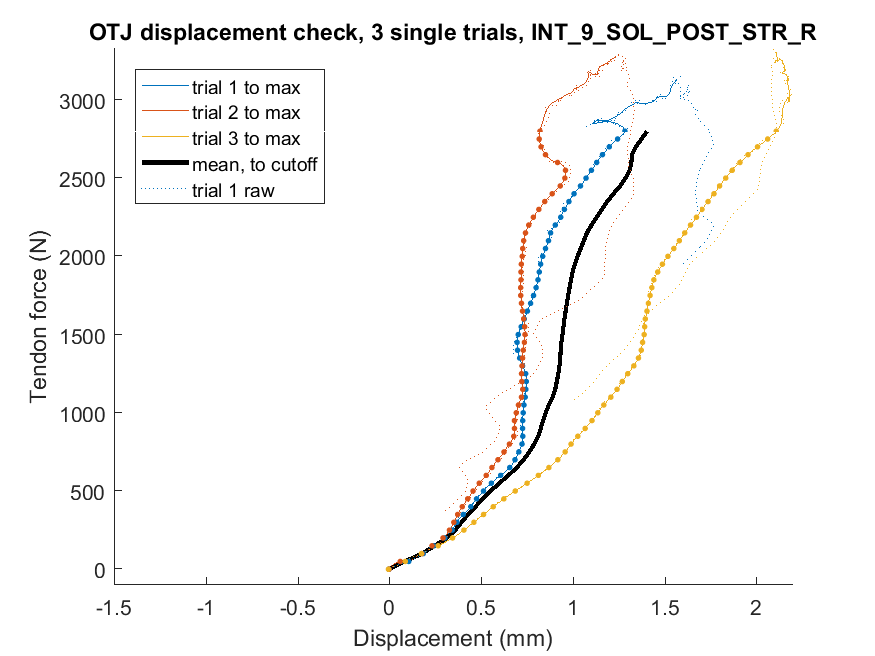 OTJ displacement check, 3 single trials, INT_9_SOL_POST_STR_R
trial 1 to max
trial 2 to max
trial 3 to max
mean, to cutoff
trial 1 raw
Tendon force (N)
3000
2500
2000
1500
1000
500
0
-1.5 -1 -0.5 0 0.5 1 1.5 2
Displacement (mm)